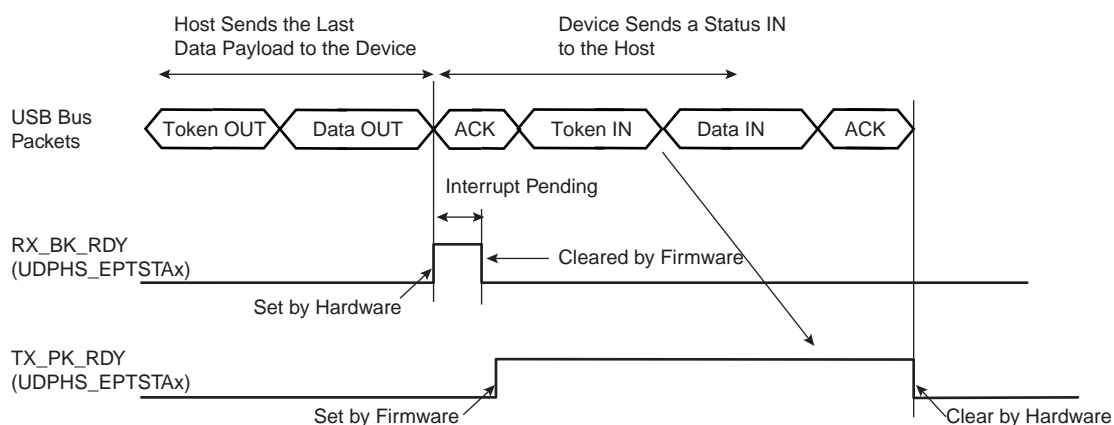 Host Sends the Last
Data Payload to the Device
Device Sends a Status IN
to the Host
USB Bus
Packets
Token OUT
Data OUT
ACK
Token IN
Data IN
ACK
Interrupt Pending
RX_BK_RDY
(UDPHS_EPTSTAx)
Set by Hardware
Cleared by Firmware
TX_PK_RDY
(UDPHS_EPTSTAx)
Set by Firmware
Clear by Hardware